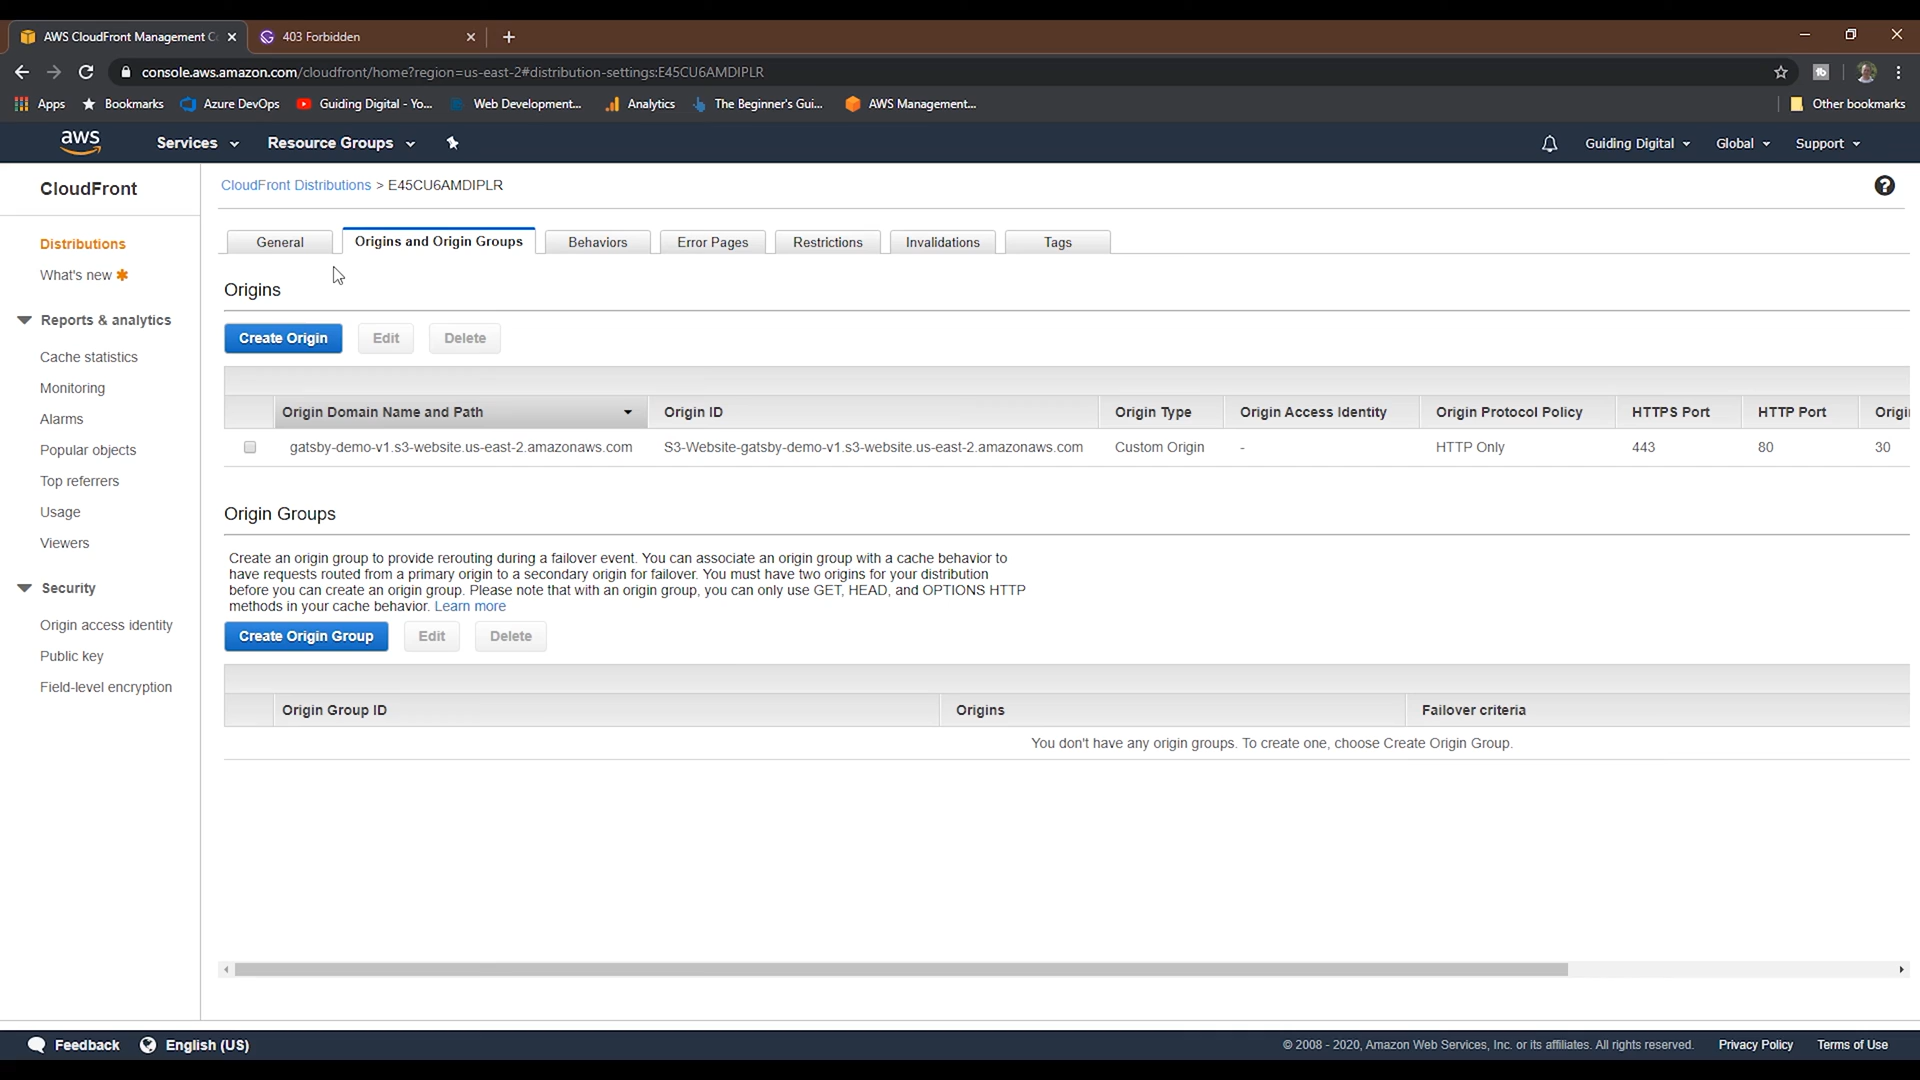 AWS CloudFront Management C
403 Forbidden
console.aws.amazon.com/cloudfront/home?region=us-east-2#distribution-settings:E45CU6AMDIPLR
Apps
Bookmarks
Azure DevOps
Guiding Digital - Yo...
Web Development...
Analytics
The Beginner's Gui...
AWS Management...
Other bookmarks
aws
Services
Resource Groups
Guiding Digital
Global
Support
CloudFront
CloudFront Distributions > E45CU6AMDIPLR
Distributions
What's new
Reports & analytics
Cache statistics
Monitoring
Alarms
Popular objects
Top referrers
Usage
Viewers
Security
Origin access identity
Public key
Field-level encryption
General
Origins and Origin Groups
Behaviors
Error Pages
Restrictions
Invalidations
Tags
Origins
Create Origin
Edit
Delete
Origin Domain Name and Path
Origin ID
Origin Type
Origin Access Identity
Origin Protocol Policy
HTTPS Port
HTTP Port
Origi
gatsby-demo-v1.s3-website.us-east-2.amazonaws.com
S3-Website-gatsby-demo-v1.s3-website.us-east-2.amazonaws.com
Custom Origin
-
HTTP Only
443
80
30
Origin Groups
Create an origin group to provide rerouting during a failover event. You can associate an origin group with a cache behavior to
have requests routed from a primary origin to a secondary origin for failover. You must have two origins for your distribution
before you can create an origin group. Please note that with an origin group, you can only use GET, HEAD, and OPTIONS HTTP
methods in your cache behavior. Learn more
Create Origin Group
Edit
Delete
Origin Group ID
Origins
Failover criteria
You don't have any origin groups. To create one, choose Create Origin Group.
Feedback
English (US)
© 2008 - 2020, Amazon Web Services, Inc. or its affiliates. All rights reserved.
Privacy Policy
Terms of Use